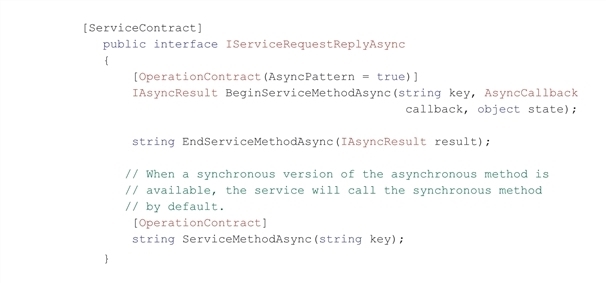 [ServiceContract]
public interface IServiceRequestReplyAsync
{
[OperationContract(AsyncPattern = true)]
IAsyncResult BeginServiceMethodAsync(string key, AsyncCallback
callback, object state);
string EndServiceMethodAsync(IAsyncResult result);
// When a synchronous version of the asynchronous method is
// available, the service will call the synchronous method
// by default.
[OperationContract]
string ServiceMethodAsync(string key);
}